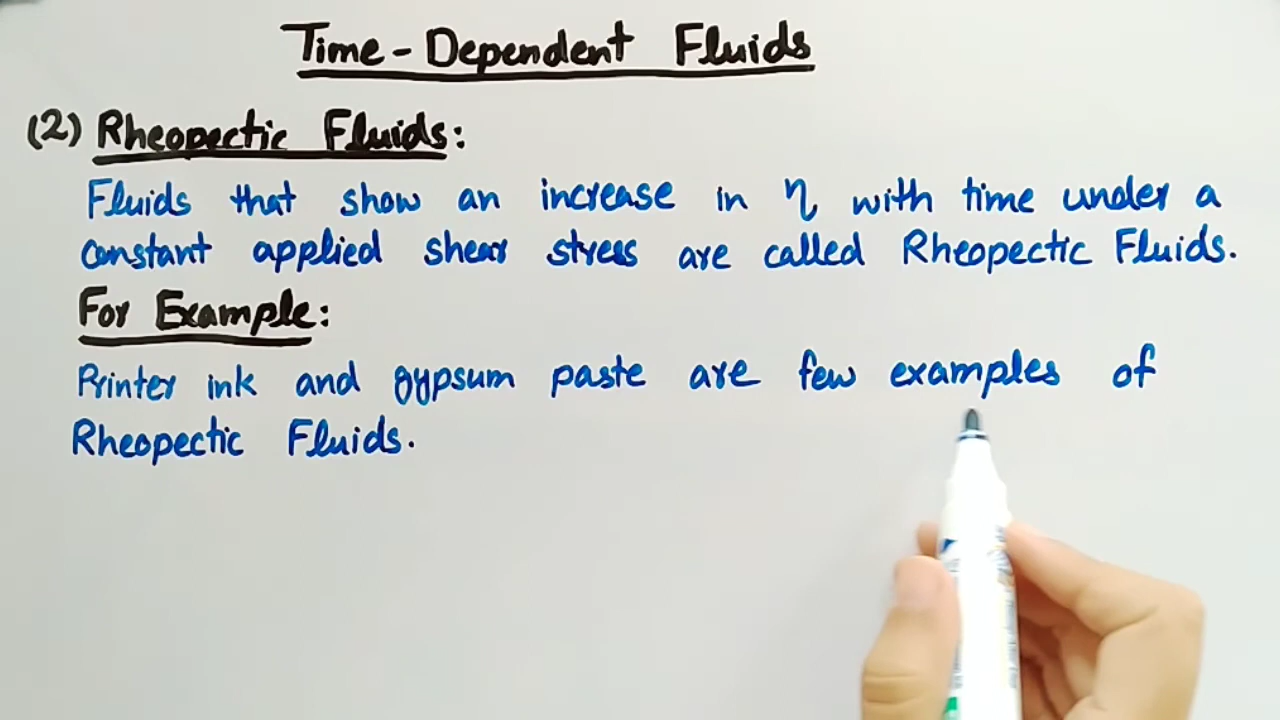 Time - Dependent Fluids
(2) Rheopectic Fluids:
Fluids that show an increase in η with time under a
constant applied shear stress are called Rheopectic Fluids.
For Example:
Printer ink and gypsum paste are few examples of
Rheopectic Fluids.